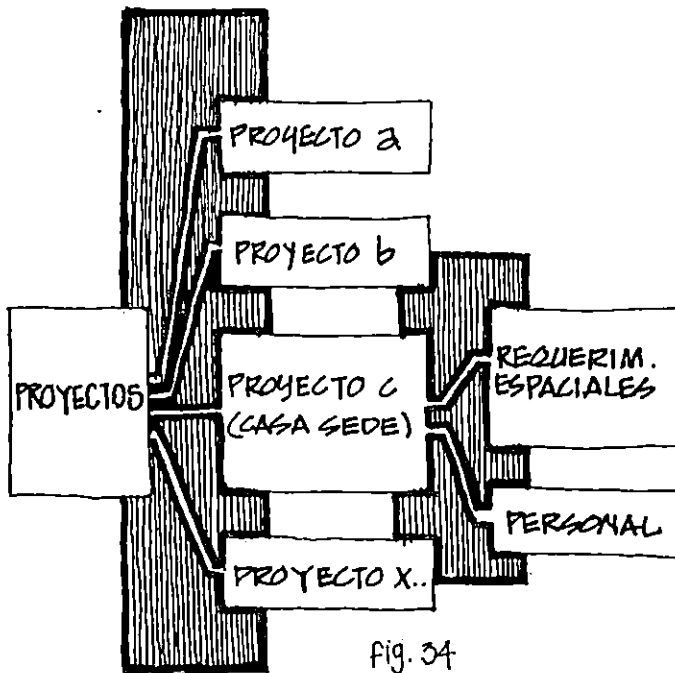 PROYECTO a
PROYECTO b
PROYECTOS
PROYECTO c
(CASA SEDE)
REQUERIM.
ESPACIALES
PERSONAL
PROYECTO X..
fig. 34